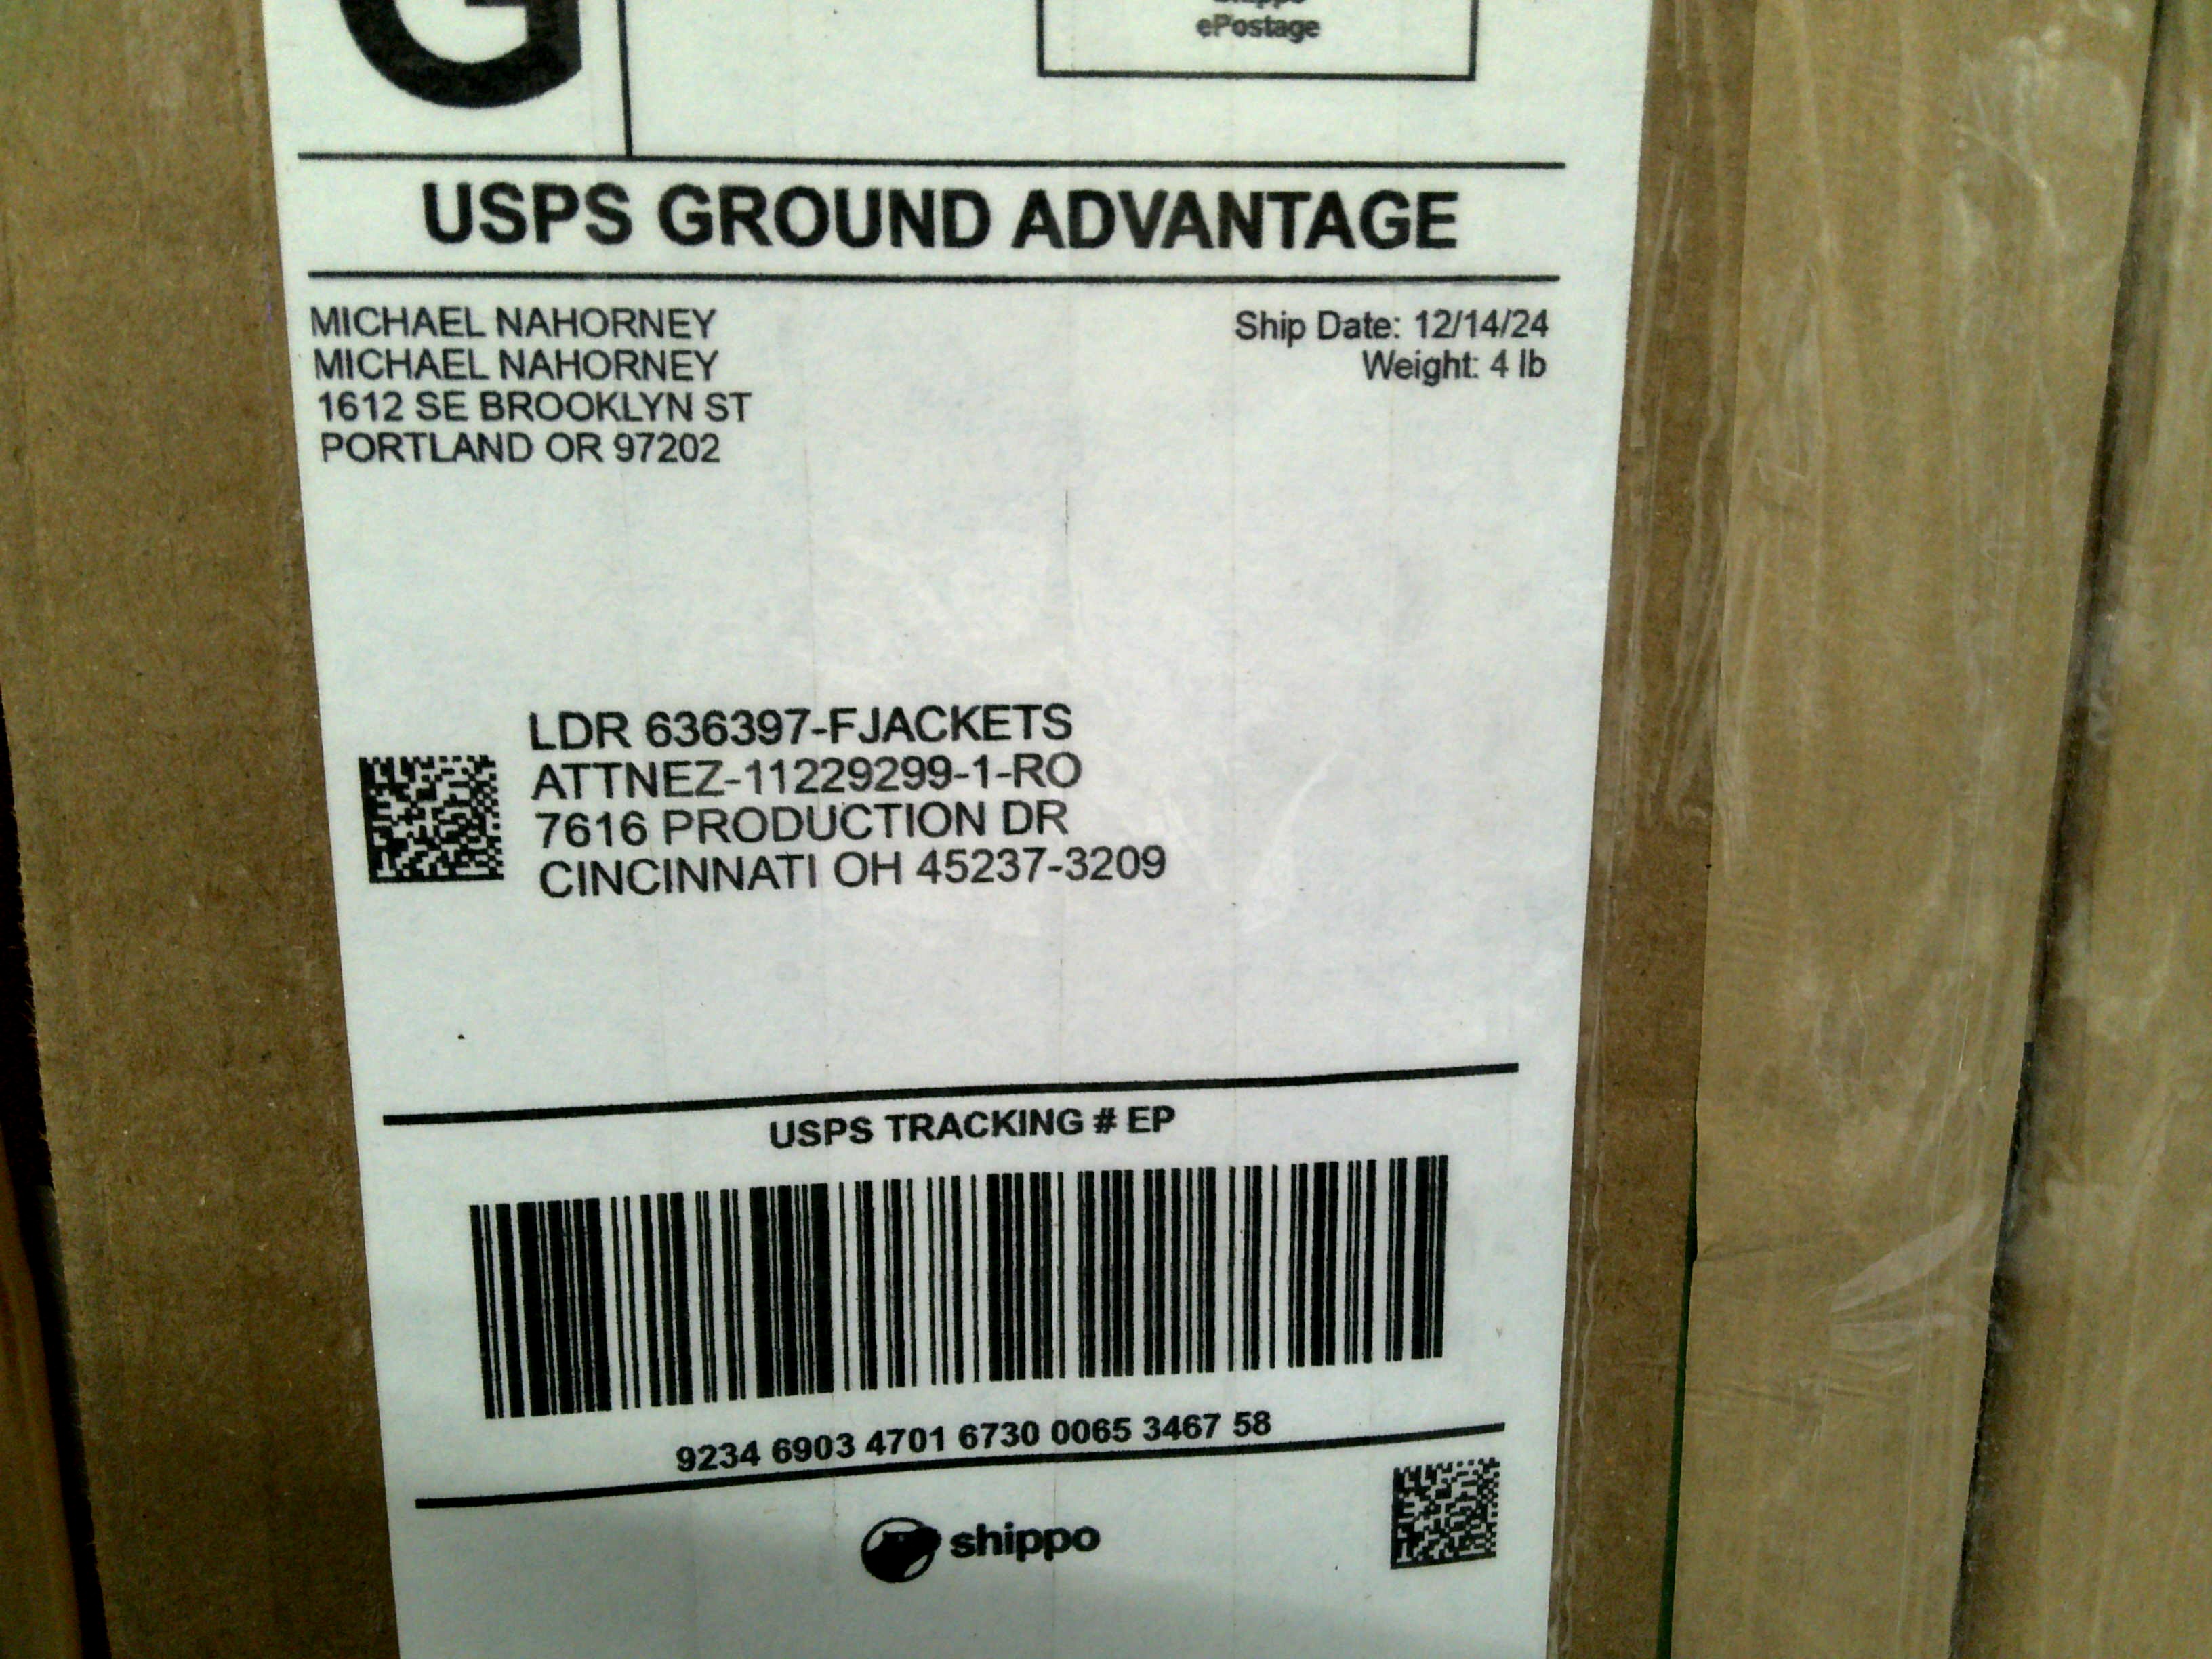 G
ePostage
USPS GROUND ADVANTAGE
MICHAEL NAHORNEY
MICHAEL NAHORNEY
1612 SE BROOKLYN ST
PORTLAND OR 97202
Ship Date: 12/14/24
Weight: 4 lb
LDR 636397-FJACKETS
ATTNEZ-11229299-1-RO
7616 PRODUCTION DR
CINCINNATI OH 45237-3209
USPS TRACKING # EP
9234 6903 4701 6730 0065 3467 58
shippo